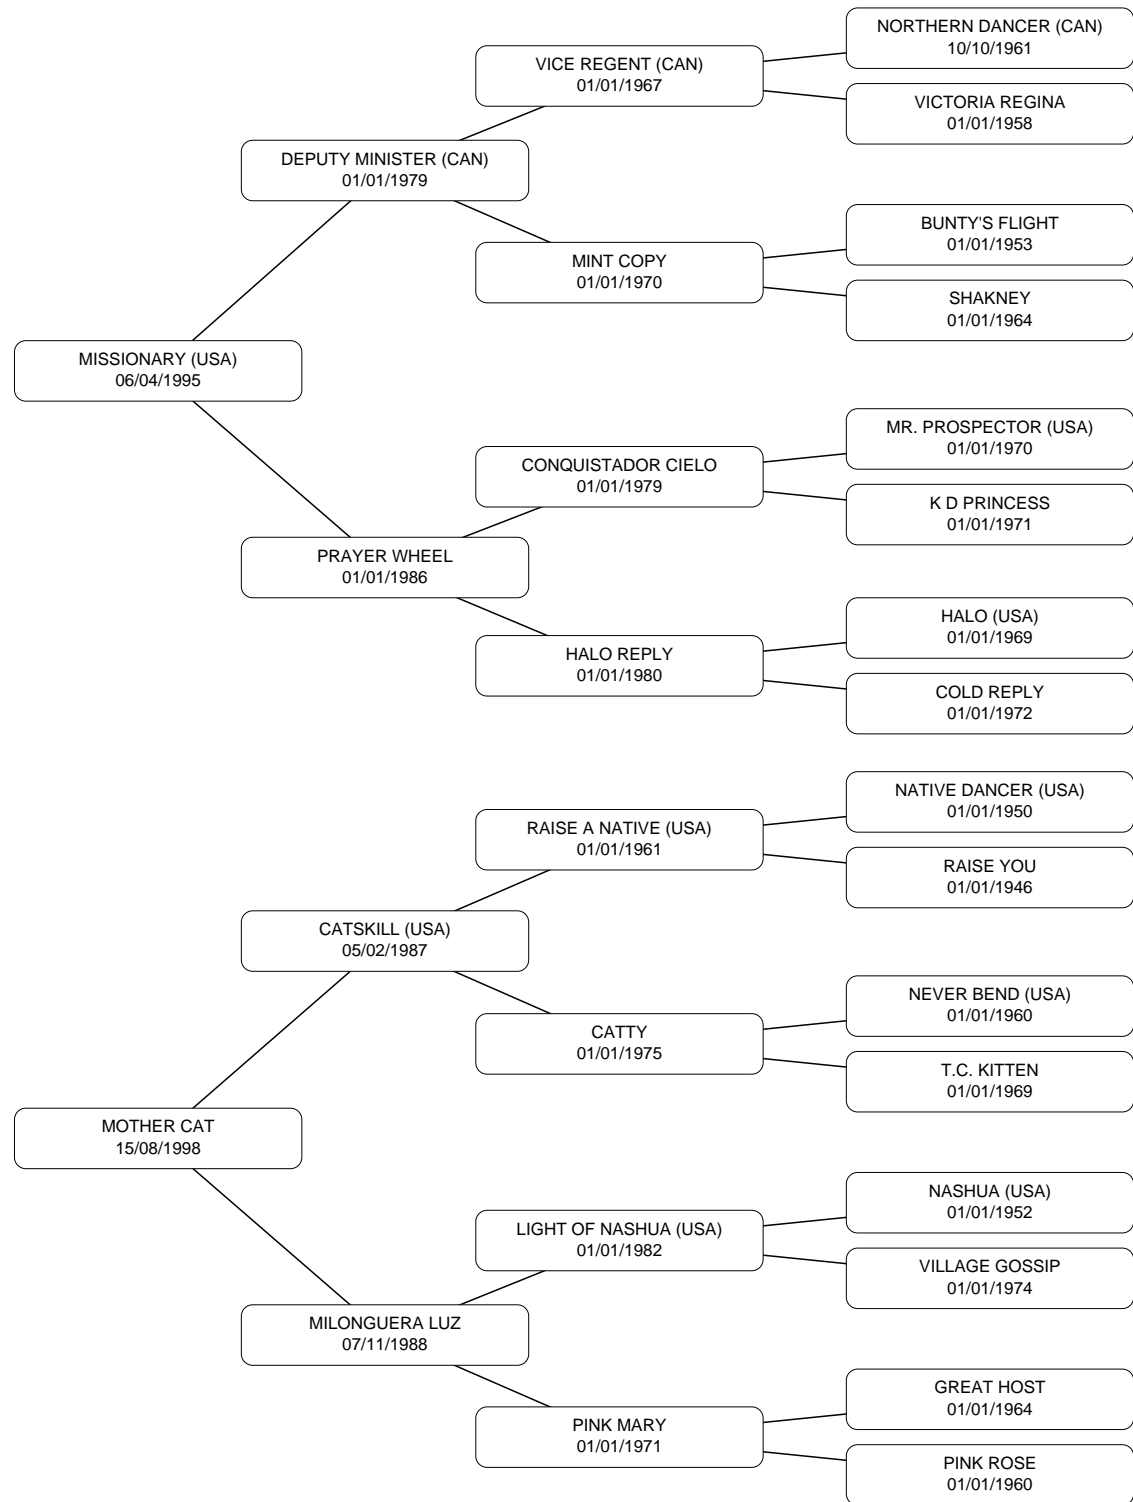 NORTHERN DANCER (CAN)
10/10/1961
VICE REGENT (CAN)
01/01/1967
VICTORIA REGINA
01/01/1958
DEPUTY MINISTER (CAN)
01/01/1979
BUNTY'S FLIGHT
01/01/1953
MINT COPY
01/01/1970
SHAKNEY
01/01/1964
MISSIONARY (USA)
06/04/1995
MR. PROSPECTOR (USA)
01/01/1970
CONQUISTADOR CIELO
01/01/1979
K D PRINCESS
01/01/1971
PRAYER WHEEL
01/01/1986
HALO (USA)
01/01/1969
HALO REPLY
01/01/1980
COLD REPLY
01/01/1972
NATIVE DANCER (USA)
01/01/1950
RAISE A NATIVE (USA)
01/01/1961
RAISE YOU
01/01/1946
CATSKILL (USA)
05/02/1987
NEVER BEND (USA)
01/01/1960
CATTY
01/01/1975
T.C. KITTEN
01/01/1969
MOTHER CAT
15/08/1998
NASHUA (USA)
01/01/1952
LIGHT OF NASHUA (USA)
01/01/1982
VILLAGE GOSSIP
01/01/1974
MILONGUERA LUZ
07/11/1988
GREAT HOST
01/01/1964
PINK MARY
01/01/1971
PINK ROSE
01/01/1960